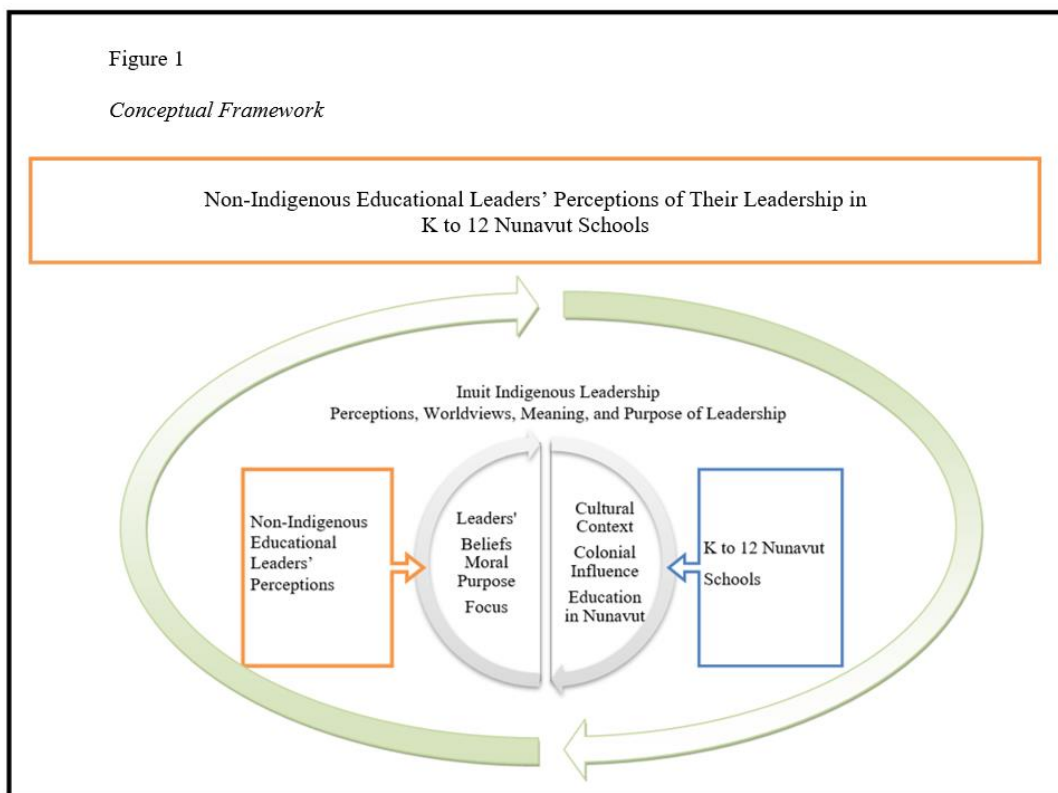 Figure 1
Conceptual Framework
Non-Indigenous Educational Leaders’ Perceptions of Their Leadership in
K to 12 Nunavut Schools
Inuit Indigenous Leadership
Perceptions, Worldviews, Meaning, and Purpose of Leadership
Non-Indigenous
Educational
Leaders’
Perceptions
Leaders'
Beliefs
Moral
Purpose
Focus
Cultural
Context
Colonial
Influence
Education
in Nunavut
K to 12 Nunavut
Schools